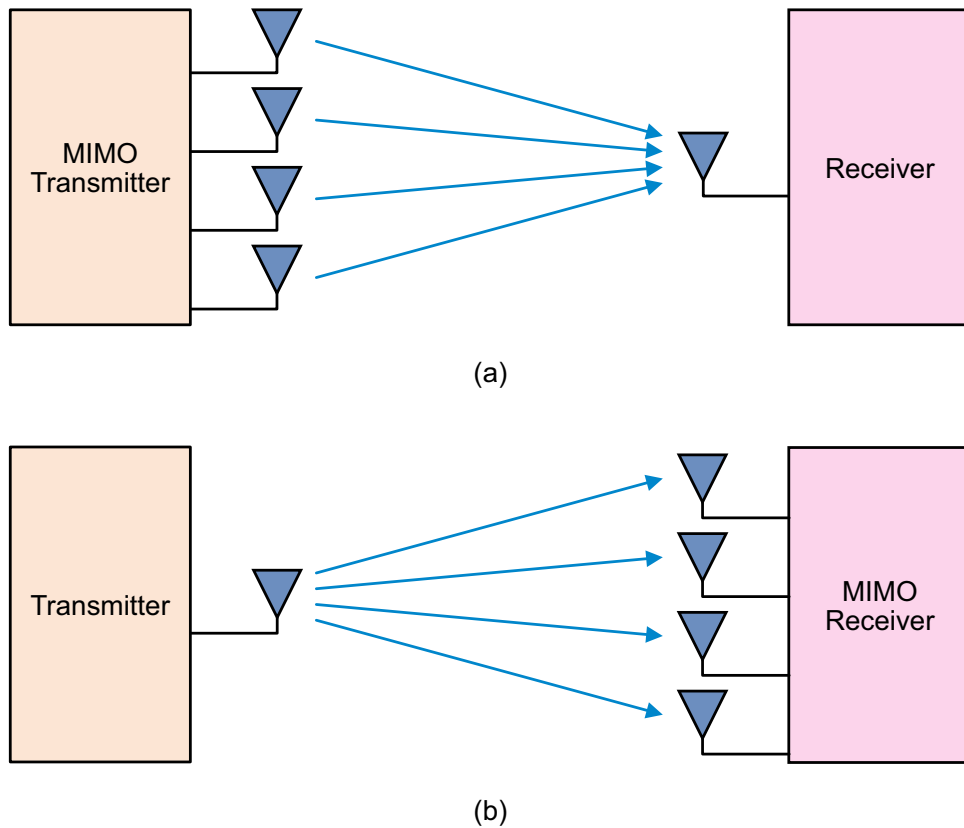 MIMO
Transmitter
Receiver
(a)
Transmitter
MIMO
Receiver
(b)